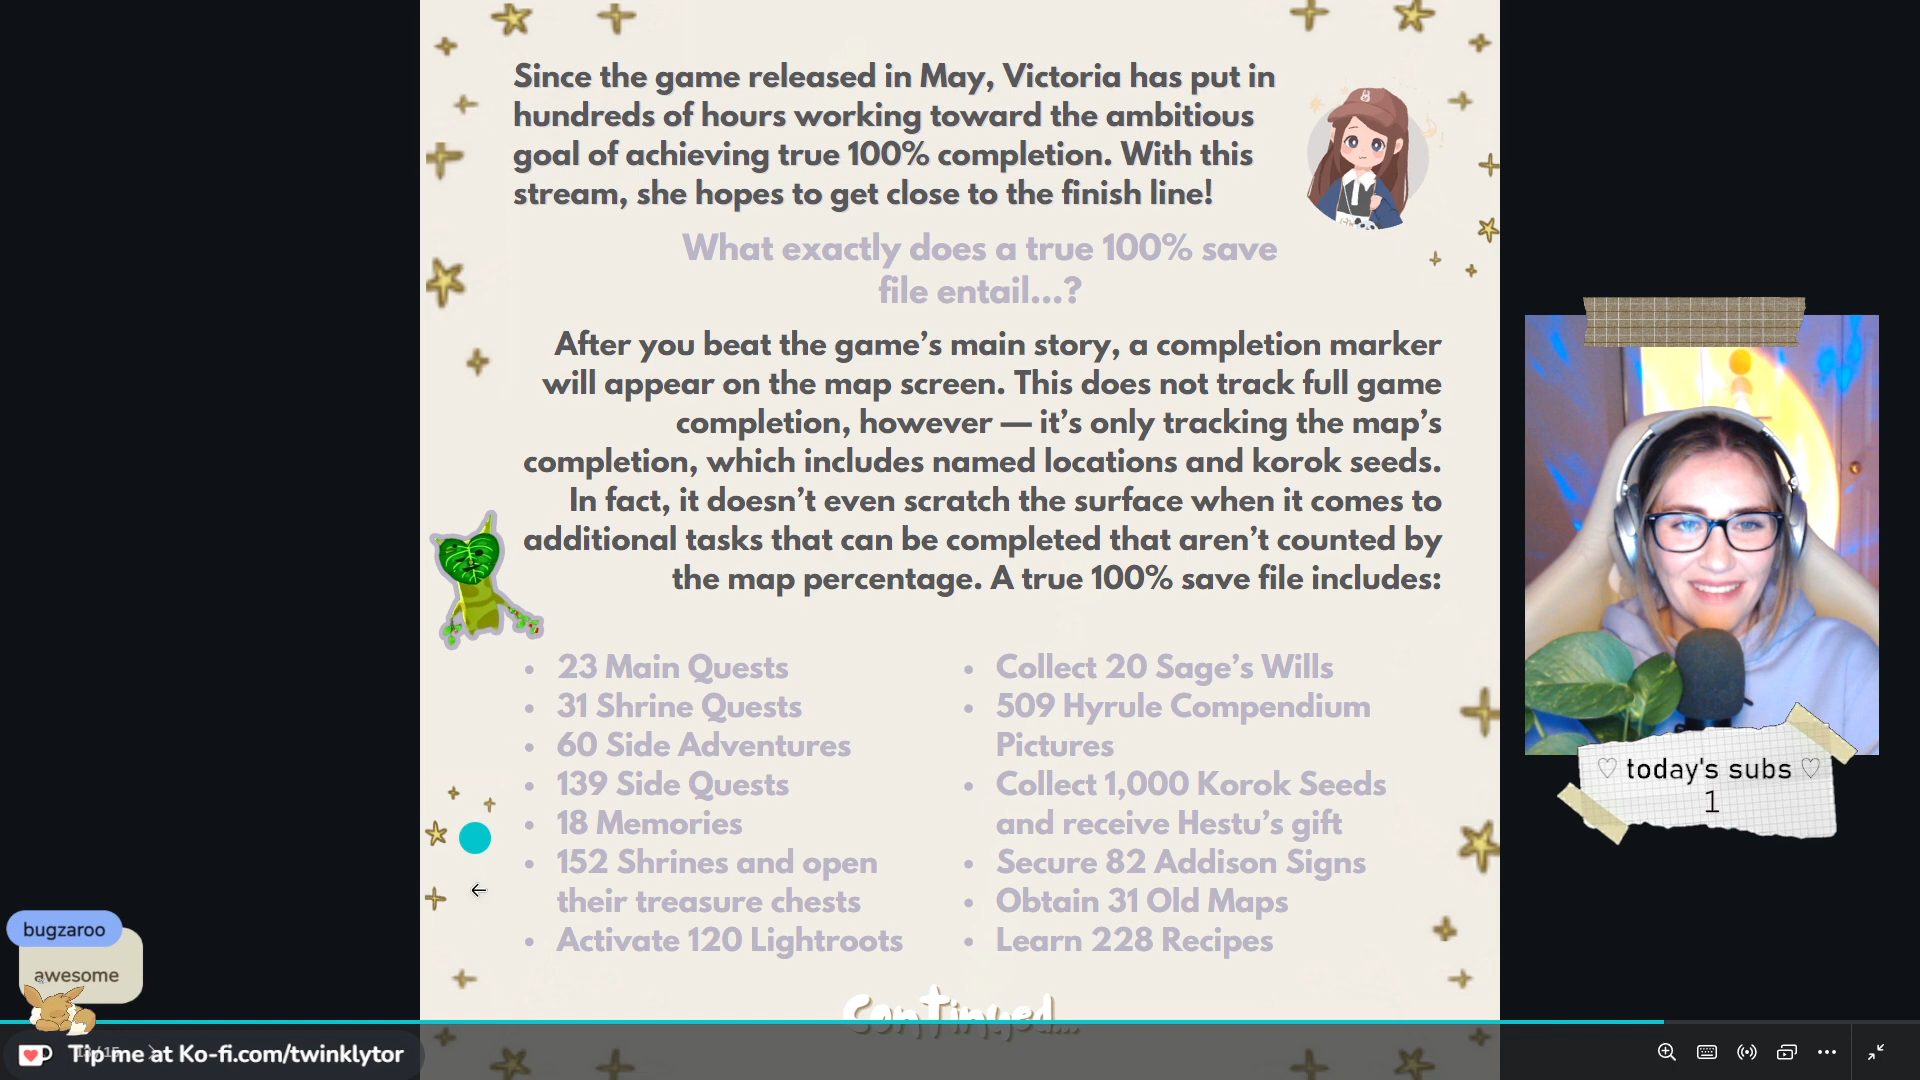 Since the game released in May, Victoria has put in
hundreds of hours working toward the ambitious
goal of achieving true 100% completion. With this
stream, she hopes to get close to the finish line!
What exactly does a true 100% save
file entail...?
After you beat the game’s main story, a completion marker
will appear on the map screen. This does not track full game
completion, however — it’s only tracking the map’s
completion, which includes named locations and korok seeds.
In fact, it doesn’t even scratch the surface when it comes to
additional tasks that can be completed that aren’t counted by
the map percentage. A true 100% save file includes:
• 23 Main Quests
• 31 Shrine Quests
• 60 Side Adventures
• 139 Side Quests
• 18 Memories
• 152 Shrines and open
their treasure chests
• Activate 120 Lightroots
• Collect 20 Sage’s Wills
• 509 Hyrule Compendium
Pictures
• Collect 1,000 Korok Seeds
and receive Hestu’s gift
• Secure 82 Addison Signs
• Obtain 31 Old Maps
• Learn 228 Recipes
Continued...
♡ today's subs ♡
1
bugzaroo
awesome
Tip me at Ko-fi.com/twinklytor